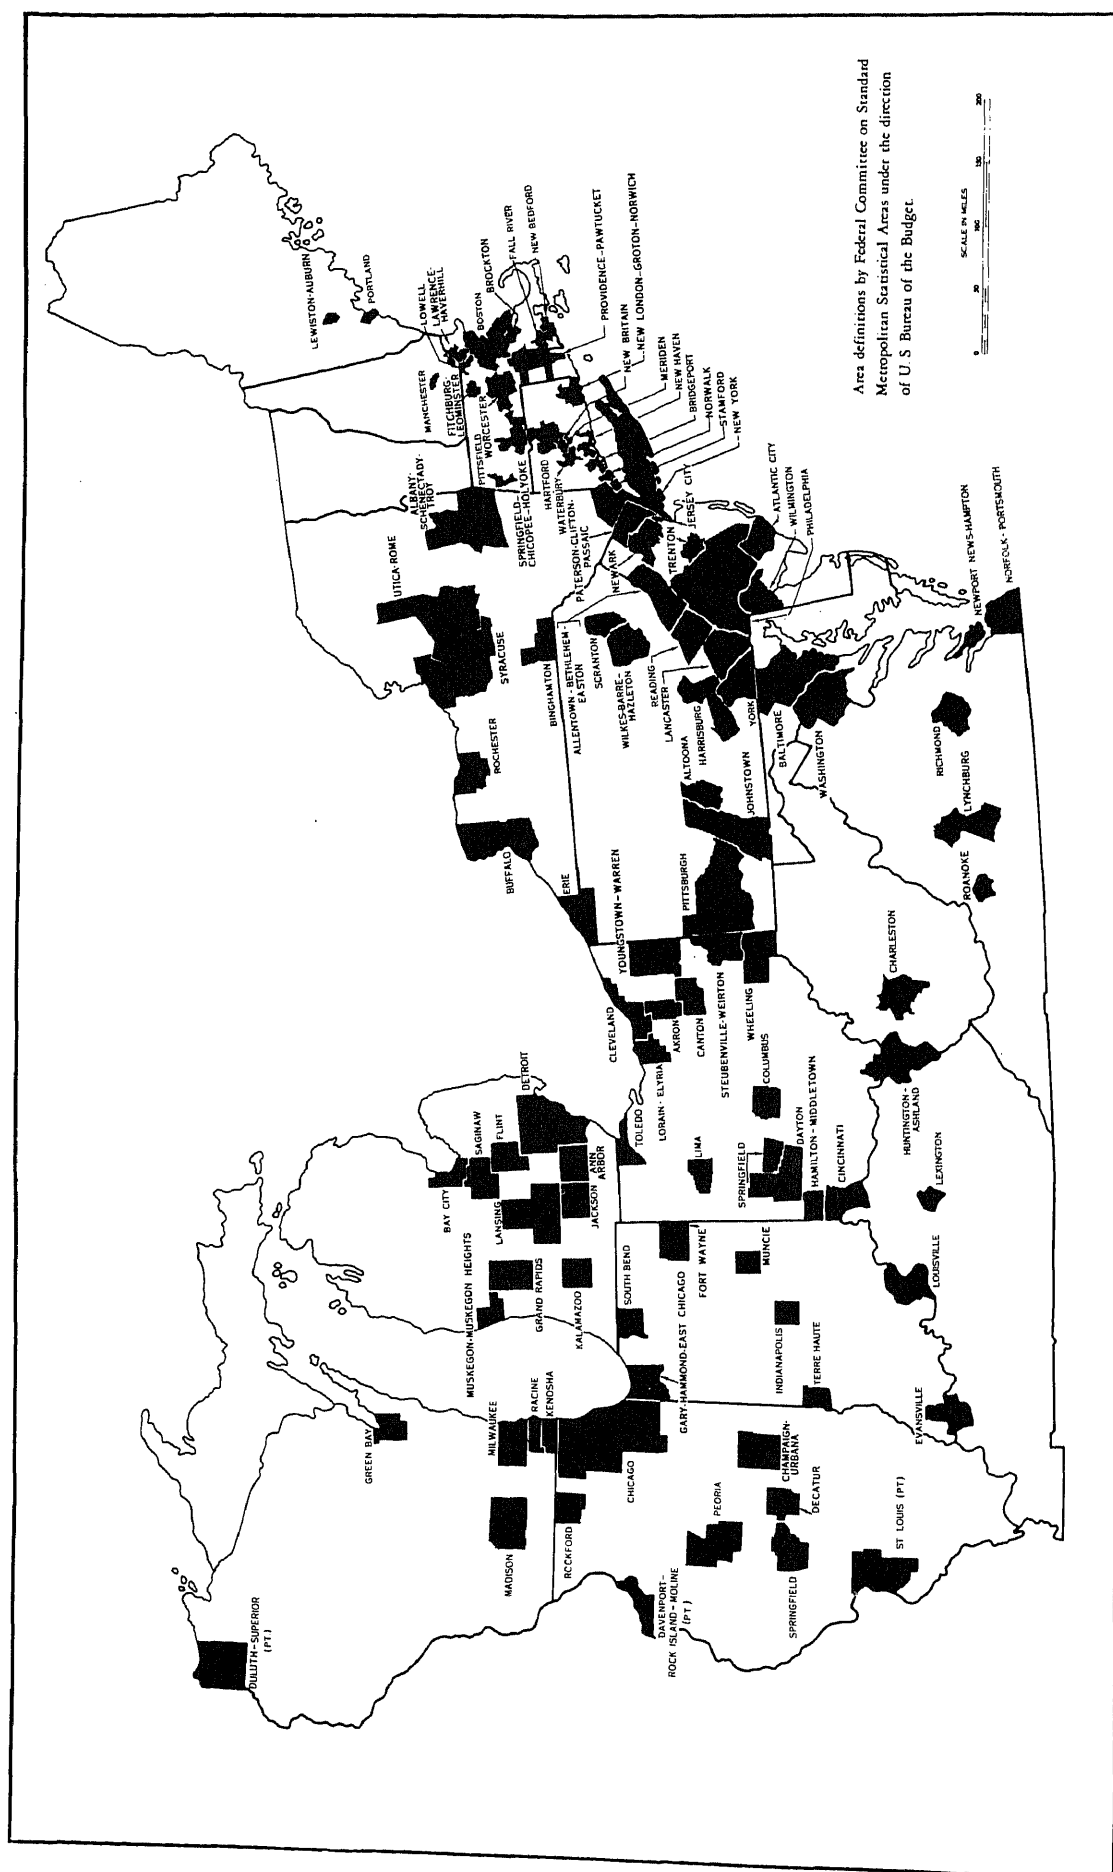 DULUTH-SUPERIOR
(PT.)
GREEN BAY
MADISON
MILWAUKEE
RACINE
KENOSHA
ROCKFORD
CHICAGO
DAVENPORT-
ROCK ISLAND-MOLINE
(PT)
PEORIA
SPRINGFIELD
DECATUR
CHAMPAIGN-
URBANA
ST LOUIS (PT)
MUSKEGON-MUSKEGON HEIGHTS
GRAND RAPIDS
KALAMAZOO
LANSING
JACKSON
BAY CITY
SAGINAW
FLINT
ANN
ARBOR
DETROIT
SOUTH BEND
GARY-HAMMOND-EAST CHICAGO
FORT WAYNE
MUNCIE
INDIANAPOLIS
TERRE HAUTE
EVANSVILLE
LOUISVILLE
LEXINGTON
TOLEDO
LIMA
SPRINGFIELD
DAYTON
HAMILTON-MIDDLETOWN
CINCINNATI
COLUMBUS
CLEVELAND
LORAIN-ELYRIA
AKRON
CANTON
YOUNGSTOWN-WARREN
STEUBENVILLE-WEIRTON
WHEELING
HUNTINGTON-
ASHLAND
CHARLESTON
ERIE
PITTSBURGH
JOHNSTOWN
ALTOONA
HARRISBURG
YORK
LANCASTER
READING
WILKES-BARRE-
HAZLETON
SCRANTON
ALLENTOWN-BETHLEHEM-
EASTON
BUFFALO
ROCHESTER
SYRACUSE
UTICA-ROME
BINGHAMTON
ALBANY-
SCHENECTADY-
TROY
PATERSON-CLIFTON-
PASSAIC
NEWARK
TRENTON
JERSEY CITY
ATLANTIC CITY
WILMINGTON
PHILADELPHIA
BALTIMORE
WASHINGTON
RICHMOND
LYNCHBURG
ROANOKE
NEWPORT NEWS-HAMPTON
NORFOLK-PORTSMOUTH
LEWISTON-AUBURN
PORTLAND
MANCHESTER
LOWELL
LAWRENCE-
HAVERHILL
FITCHBURG-
LEOMINSTER
WORCESTER
PITTSFIELD
SPRINGFIELD-
CHICOPEE-HOLYOKE
HARTFORD
WATERBURY
BOSTON
BROCKTON
FALL RIVER
NEW BEDFORD
PROVIDENCE-PAWTUCKET
NEW BRITAIN
NEW LONDON-GROTON-NORWICH
MERIDEN
NEW HAVEN
BRIDGEPORT
NORWALK
STAMFORD
NEW YORK
Area definitions by Federal Committee on Standard
Metropolitan Statistical Areas under the direction
of U. S. Bureau of the Budget.
SCALE IN MILES
0 50 100 150 200